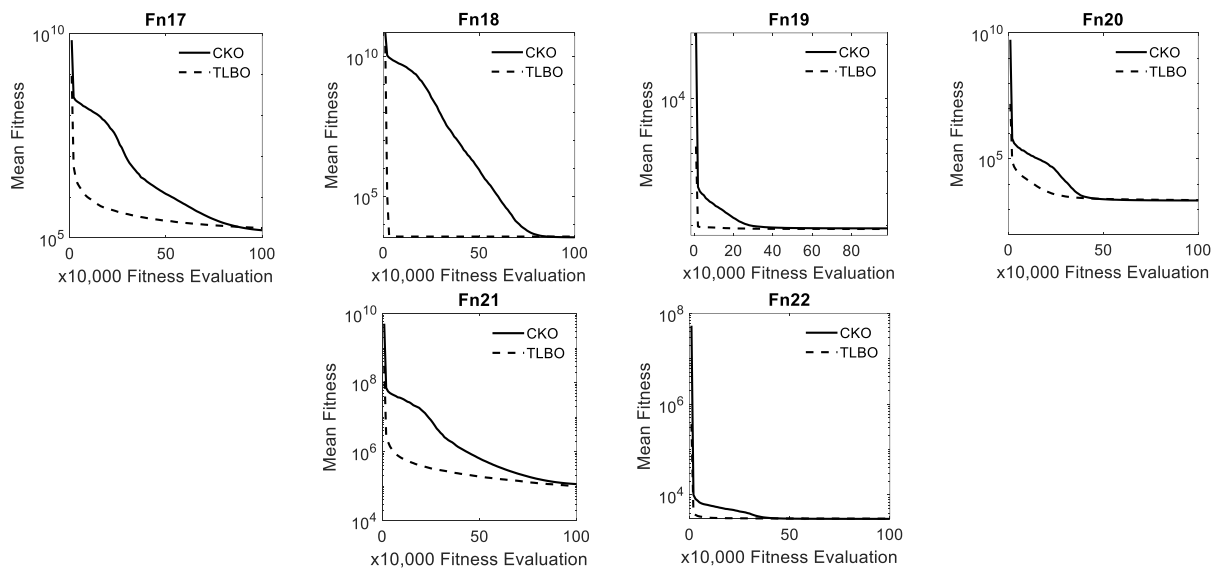 Fn17
10^10
10^5
Mean Fitness
CKO
TLBO
0
50
100
x10,000 Fitness Evaluation
Fn18
10^10
10^5
Mean Fitness
CKO
TLBO
0
50
100
x10,000 Fitness Evaluation
Fn19
10^4
Mean Fitness
CKO
TLBO
0
20
40
60
80
x10,000 Fitness Evaluation
Fn20
10^10
10^5
Mean Fitness
CKO
TLBO
0
50
100
x10,000 Fitness Evaluation
Fn21
10^10
10^8
10^6
10^4
Mean Fitness
CKO
TLBO
0
50
100
x10,000 Fitness Evaluation
Fn22
10^8
10^6
10^4
Mean Fitness
CKO
TLBO
0
50
100
x10,000 Fitness Evaluation